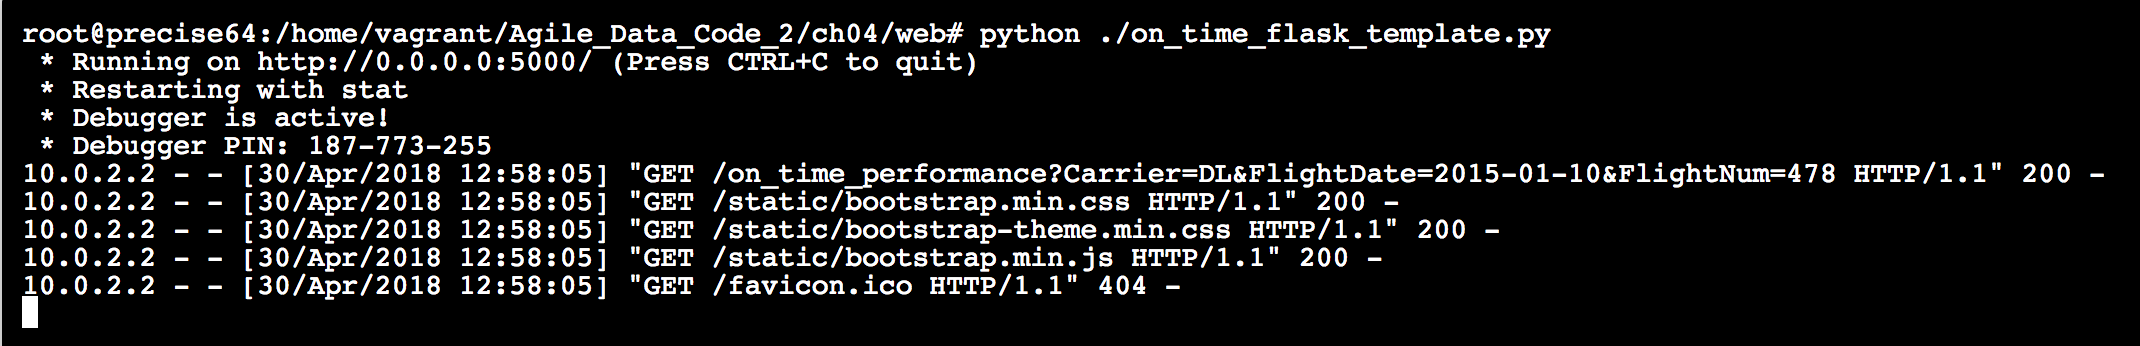 root@precise64:/home/vagrant/Agile_Data_Code_2/ch04/web# python ./on_time_flask_template.py
 * Running on http://0.0.0.0:5000/ (Press CTRL+C to quit)
 * Restarting with stat
 * Debugger is active!
 * Debugger PIN: 187-773-255
10.0.2.2 - - [30/Apr/2018 12:58:05] "GET /on_time_performance?Carrier=DL&FlightDate=2015-01-10&FlightNum=478 HTTP/1.1" 200 -
10.0.2.2 - - [30/Apr/2018 12:58:05] "GET /static/bootstrap.min.css HTTP/1.1" 200 -
10.0.2.2 - - [30/Apr/2018 12:58:05] "GET /static/bootstrap-theme.min.css HTTP/1.1" 200 -
10.0.2.2 - - [30/Apr/2018 12:58:05] "GET /static/bootstrap.min.js HTTP/1.1" 200 -
10.0.2.2 - - [30/Apr/2018 12:58:05] "GET /favicon.ico HTTP/1.1" 404 -